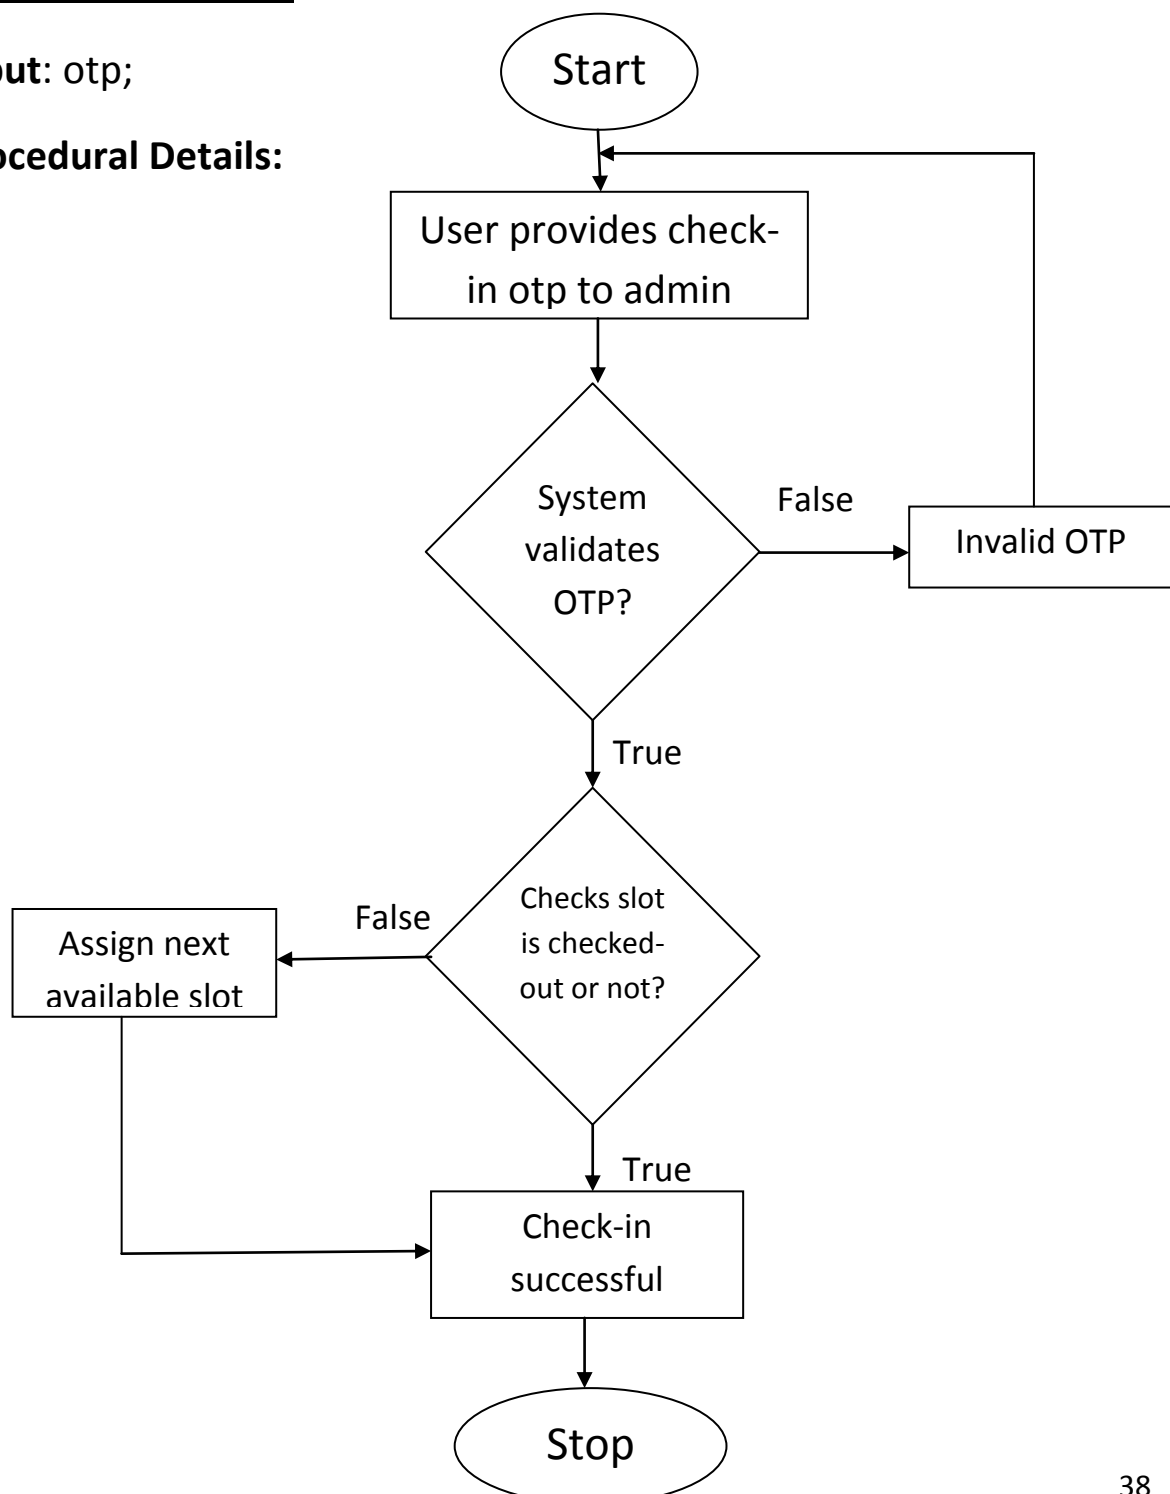 Start
put: otp;
ocedural Details:
User provides check-
in otp to admin
System
validates
OTP?
False
Invalid OTP
True
Checks slot
is checked-
out or not?
False
Assign next
available slot
True
Check-in
successful
Stop
38